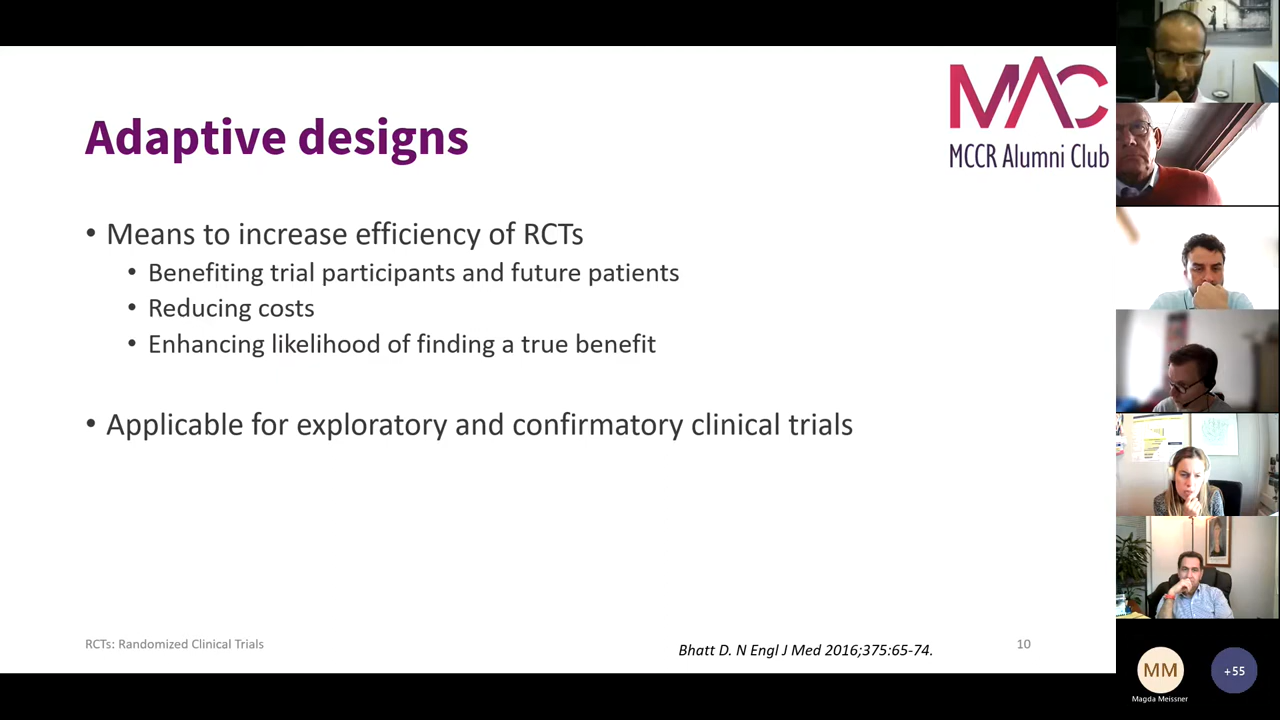 MAC
MCCR Alumni Club
Adaptive designs
• Means to increase efficiency of RCTs
• Benefiting trial participants and future patients
• Reducing costs
• Enhancing likelihood of finding a true benefit
• Applicable for exploratory and confirmatory clinical trials
RCTs: Randomized Clinical Trials
Bhatt D. N Engl J Med 2016;375:65-74.
10
MM
Magda Meissner
+55